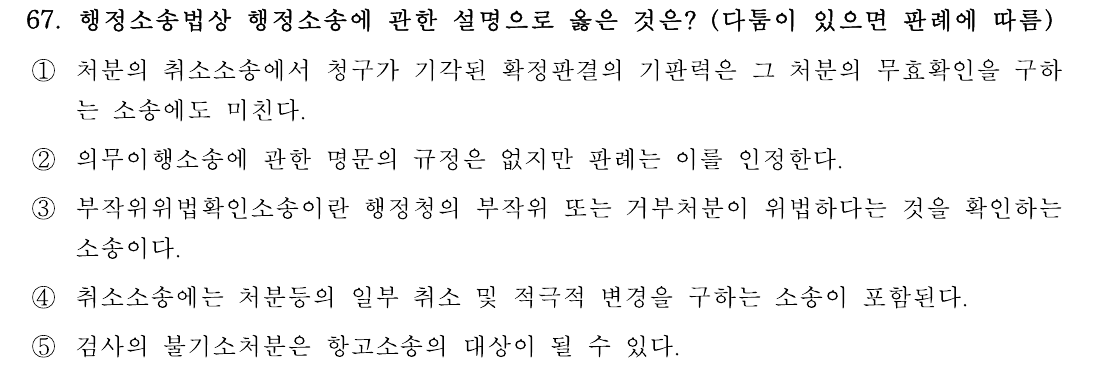 67. 행정소송법상 행정소송에 관한 설명으로 옳은 것은? (다툼이 있으면 판례에 따름)
① 처분의 취소소송에서 청구가 기각된 확정판결의 기판력은 그 처분의 무효확인을 구하
는 소송에도 미친다.
② 의무이행소송에 관한 명문의 규정은 없지만 판례는 이를 인정한다.
③ 부작위위법확인소송이란 행정청의 부작위 또는 거부처분이 위법하다는 것을 확인하는
소송이다.
④ 취소소송에는 처분등의 일부 취소 및 적극적 변경을 구하는 소송이 포함된다.
⑤ 검사의 불기소처분은 항고소송의 대상이 될 수 있다.